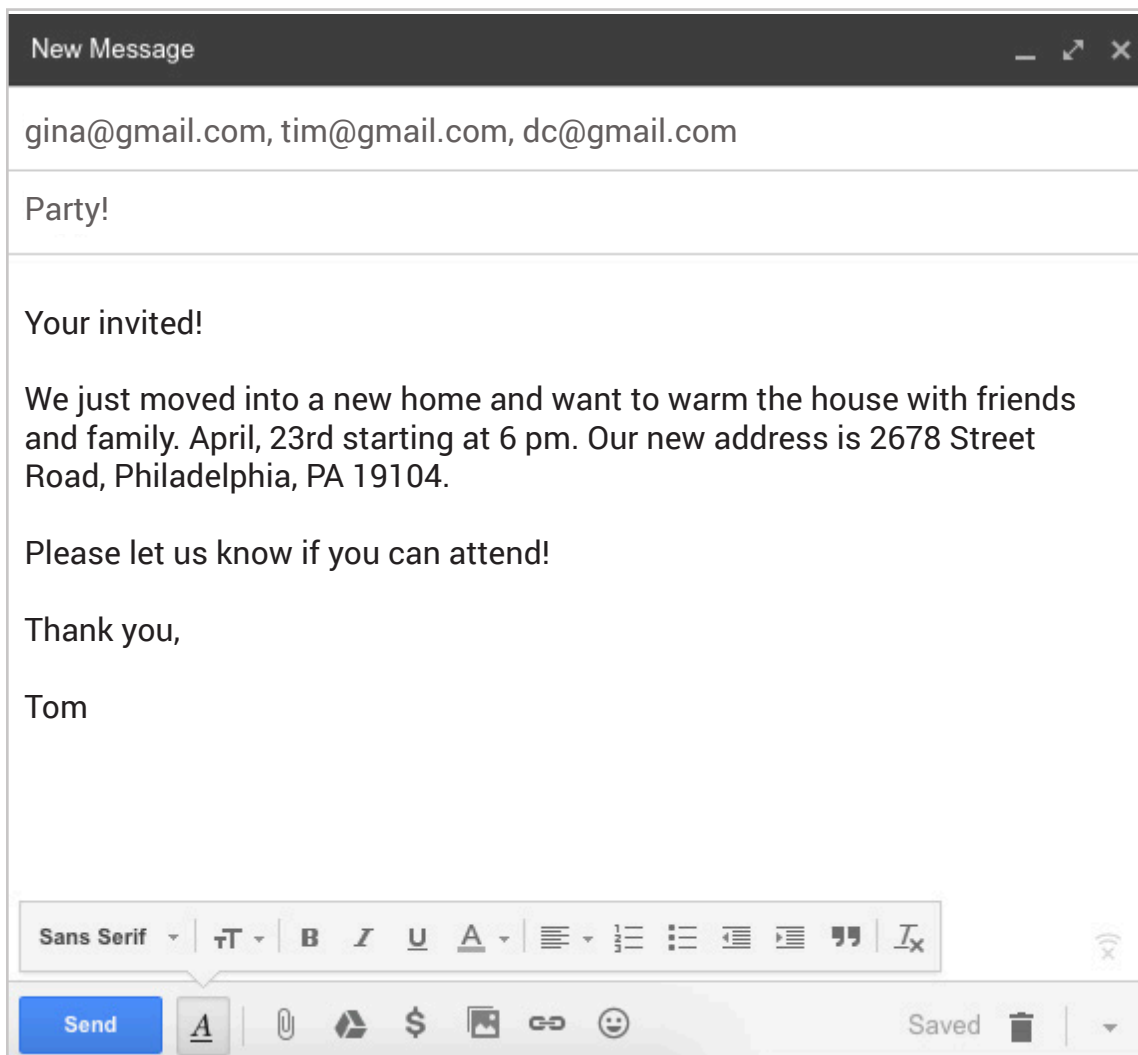 New Message
gina@gmail.com, tim@gmail.com, dc@gmail.com
Party!
Your invited!
We just moved into a new home and want to warm the house with friends
and family. April, 23rd starting at 6 pm. Our new address is 2678 Street
Road, Philadelphia, PA 19104.
Please let us know if you can attend!
Thank you,
Tom
Sans Serif
Send
Saved